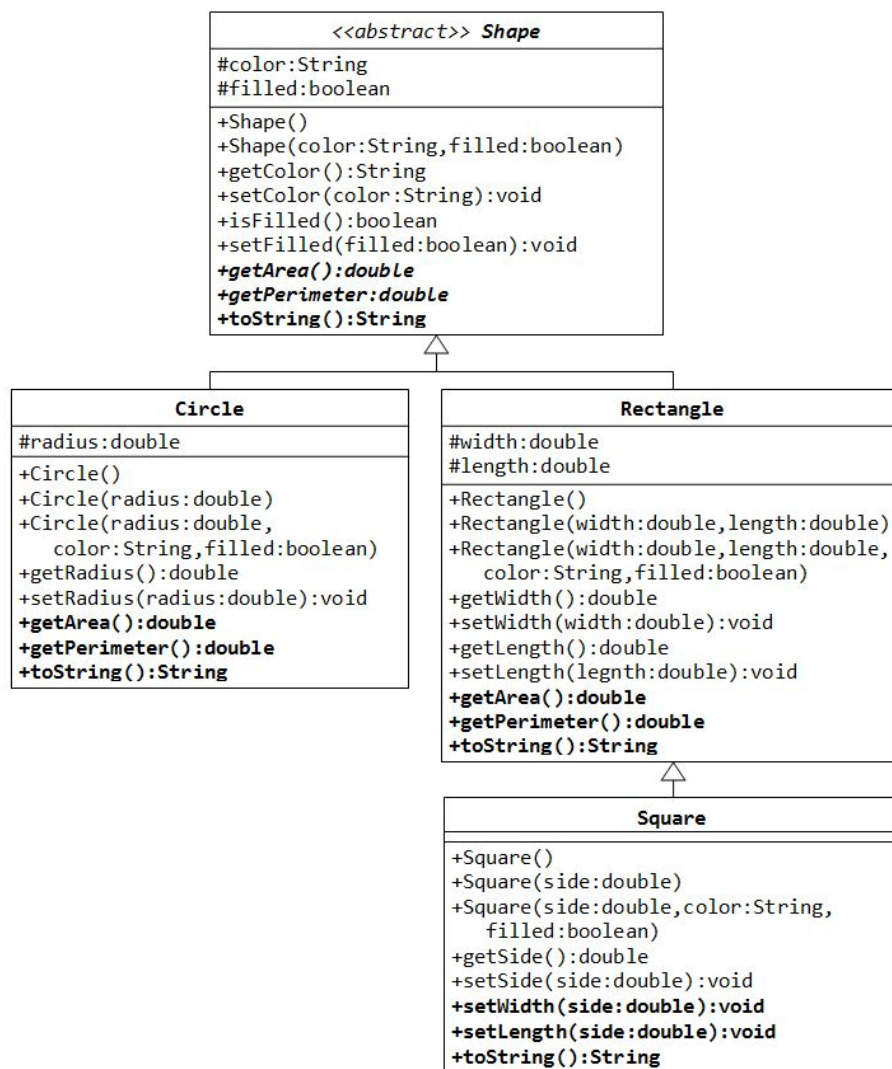 <<abstract>> Shape
#color:String
#filled:boolean
+Shape()
+Shape(color:String,filled:boolean)
+getColor():String
+setColor(color:String):void
+isFilled():boolean
+setFilled(filled:boolean):void
+getArea():double
+getPerimeter:double
+toString():String
Circle
#radius:double
+Circle()
+Circle(radius:double)
+Circle(radius:double,
color:String,filled:boolean)
+getRadius():double
+setRadius(radius:double):void
+getArea():double
+getPerimeter():double
+toString():String
Rectangle
#width:double
#length:double
+Rectangle()
+Rectangle(width:double,length:double)
+Rectangle(width:double,length:double,
color:String,filled:boolean)
+getWidth():double
+setWidth(width:double):void
+getLength():double
+setLength(legnth:double):void
+getArea():double
+getPerimeter():double
+toString():String
Square
+Square()
+Square(side:double)
+Square(side:double,color:String,
filled:boolean)
+getSide():double
+setSide(side:double):void
+setWidth(side:double):void
+setLength(side:double):void
+toString():String